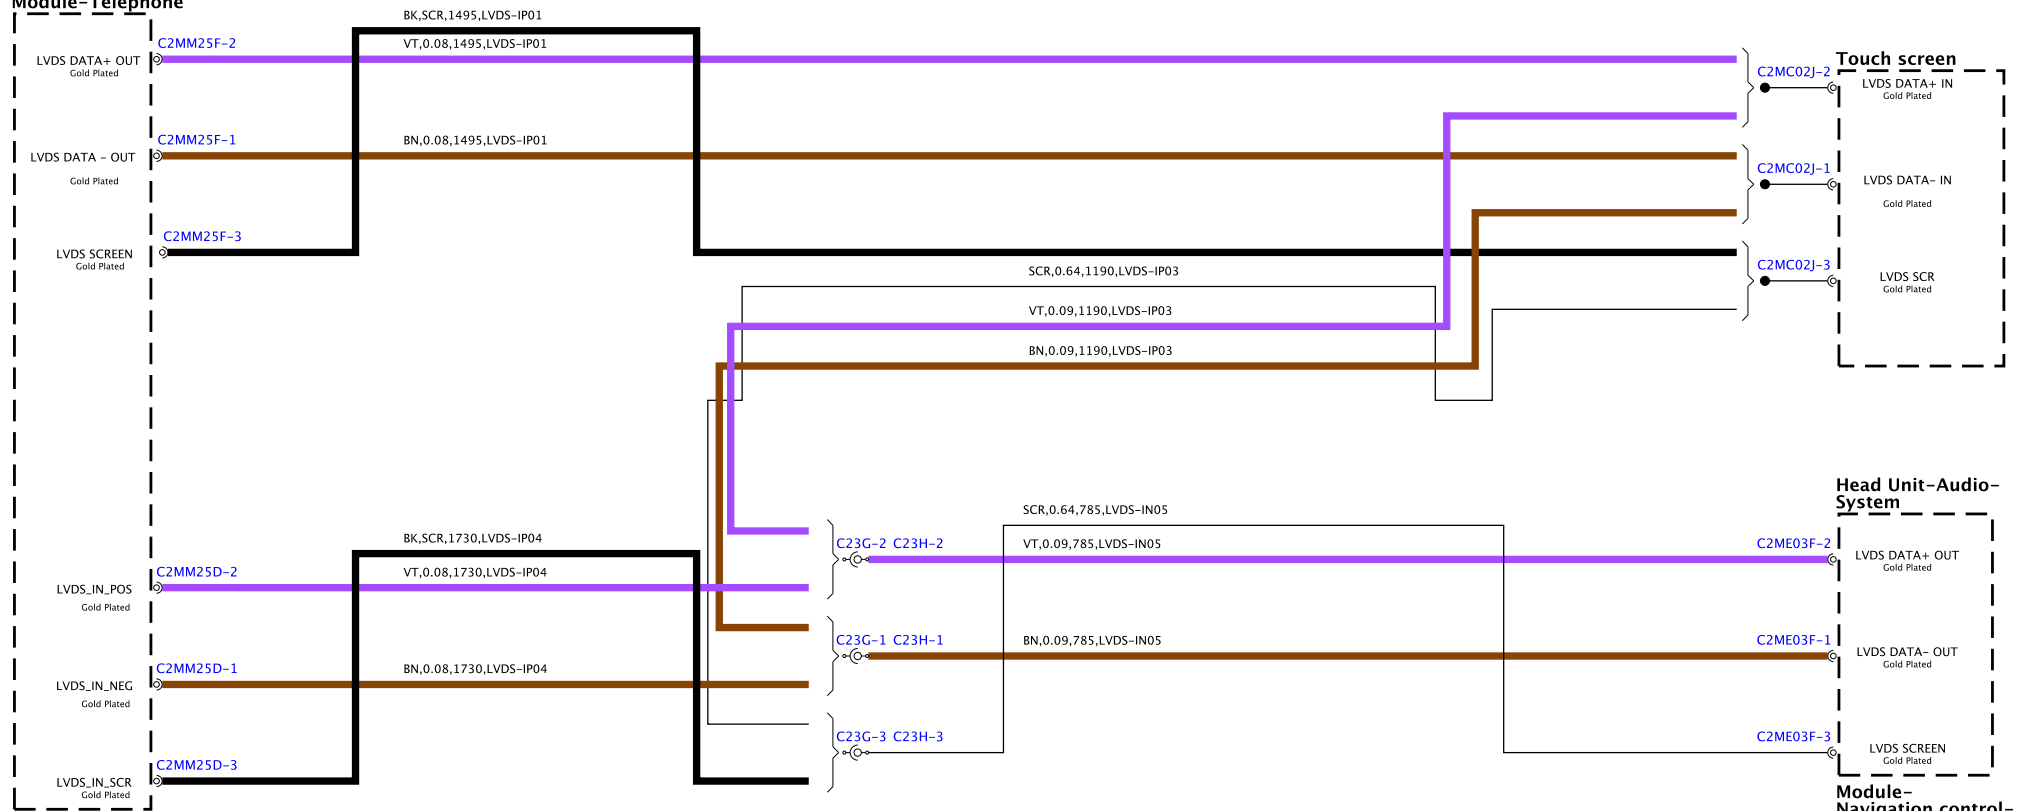 Module-Telephone
BK,SCR,1495,LVDS-IP01
C2MM25F-2
VT,0.08,1495,LVDS-IP01
LVDS DATA+ OUT
Gold Plated
Touch screen
C2MC02J-2
LVDS DATA+ IN
Gold Plated
C2MM25F-1
BN,0.08,1495,LVDS-IP01
LVDS DATA - OUT
Gold Plated
C2MC02J-1
LVDS DATA- IN
Gold Plated
C2MM25F-3
LVDS SCREEN
Gold Plated
SCR,0.64,1190,LVDS-IP03
C2MC02J-3
LVDS SCR
Gold Plated
VT,0.09,1190,LVDS-IP03
BN,0.09,1190,LVDS-IP03
Head Unit-Audio-
System
SCR,0.64,785,LVDS-IN05
BK,SCR,1730,LVDS-IP04
C23G-2 C23H-2
VT,0.09,785,LVDS-IN05
C2ME03F-2
LVDS DATA+ OUT
Gold Plated
C2MM25D-2
VT,0.08,1730,LVDS-IP04
LVDS_IN_POS
Gold Plated
C23G-1 C23H-1
BN,0.09,785,LVDS-IN05
C2ME03F-1
LVDS DATA- OUT
Gold Plated
C2MM25D-1
BN,0.08,1730,LVDS-IP04
LVDS_IN_NEG
Gold Plated
C23G-3 C23H-3
C2ME03F-3
LVDS SCREEN
Gold Plated
C2MM25D-3
LVDS_IN_SCR
Gold Plated
Module-
Navigation control-